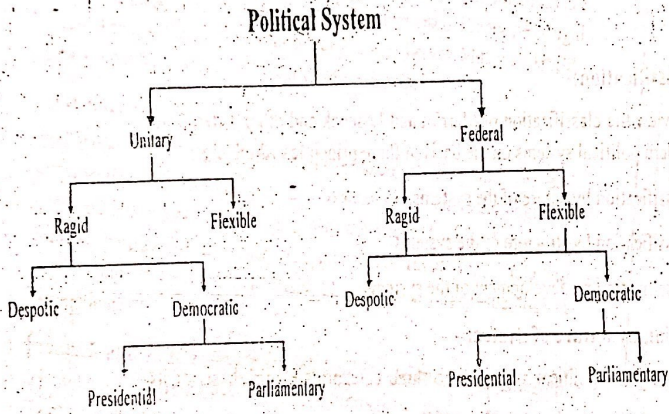 Political System
Unitary Federal
Ragid Flexible Ragid Flexible
Despotic Democratic Despotic Democratic
Presidential Parliamentary Presidential Parliamentary